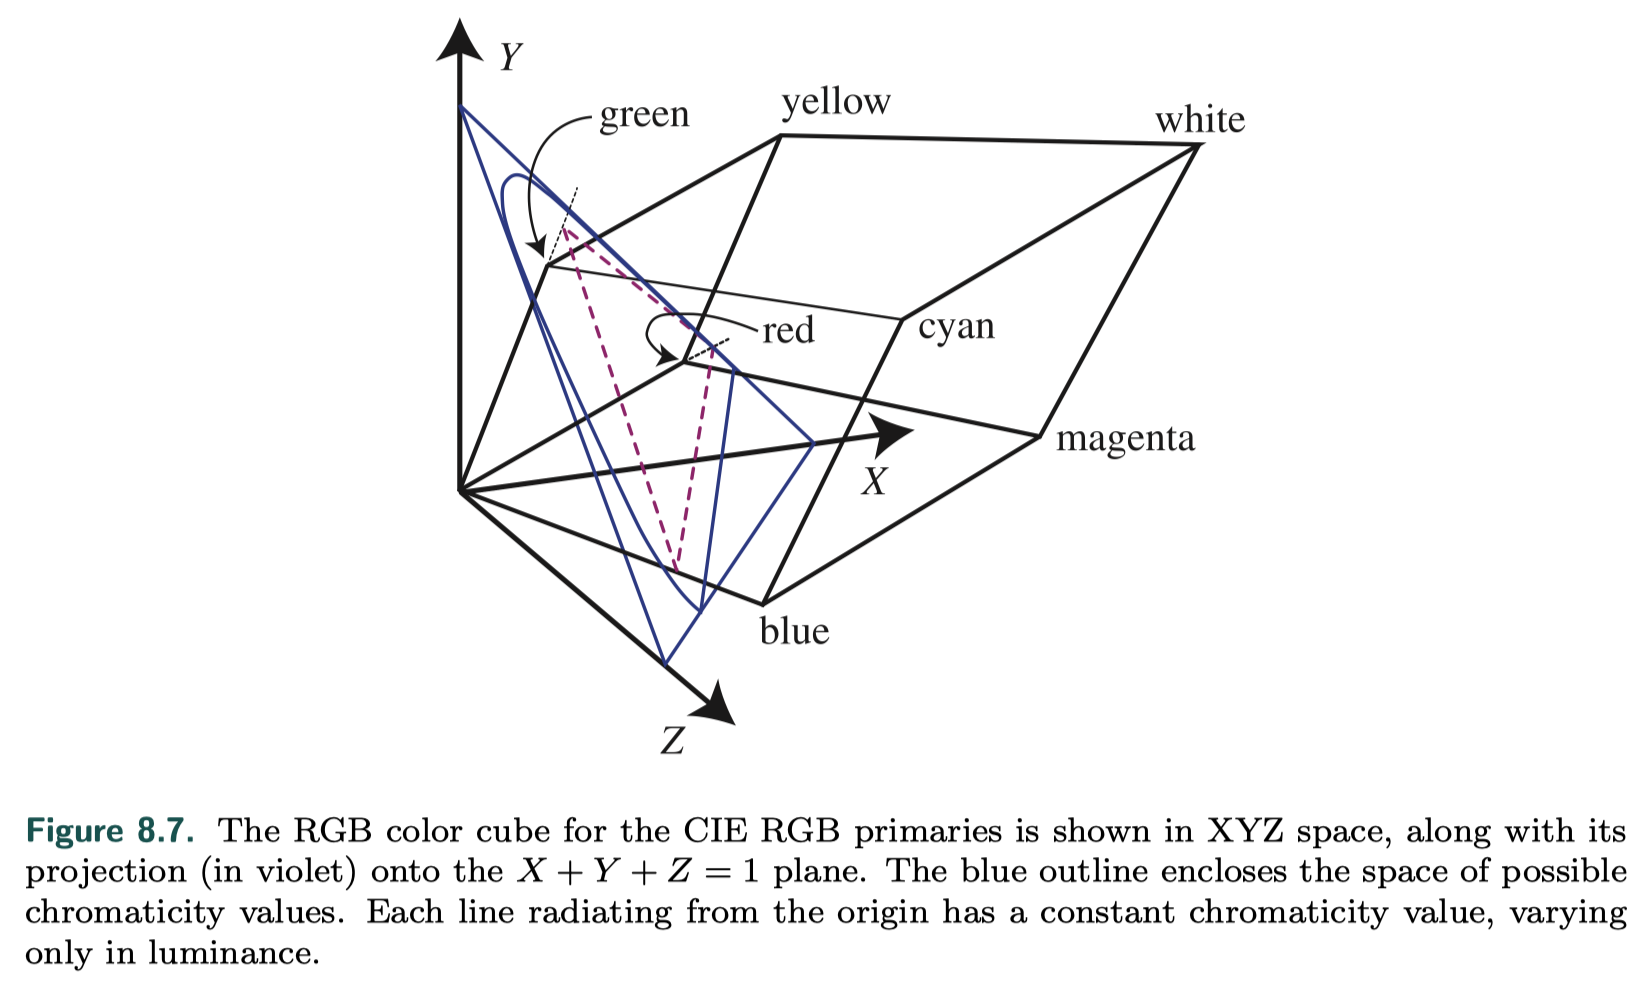 Y
green
yellow
white
red
cyan
magenta
X
blue
Z
Figure 8.7. The RGB color cube for the CIE RGB primaries is shown in XYZ space, along with its
projection (in violet) onto the X + Y + Z = 1 plane. The blue outline encloses the space of possible
chromaticity values. Each line radiating from the origin has a constant chromaticity value, varying
only in luminance.